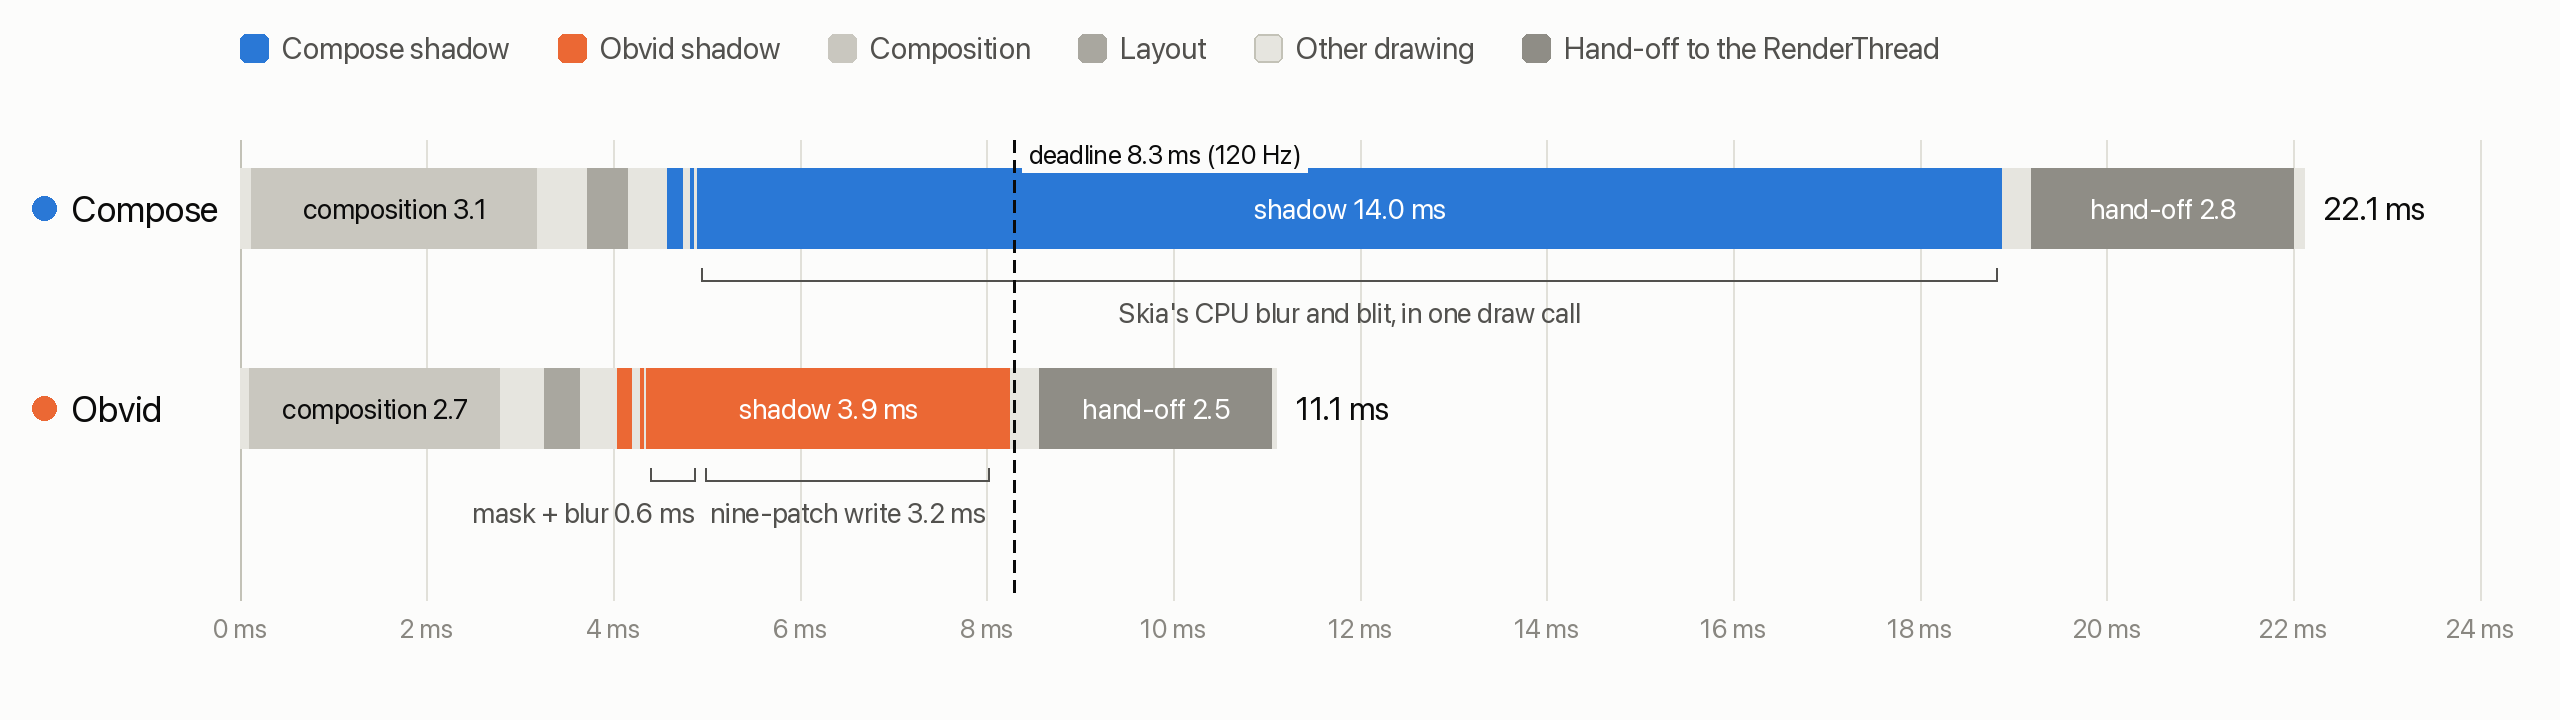 Compose shadow Obvid shadow Composition Layout Other drawing Hand-off to the RenderThread
deadline 8.3 ms (120 Hz)
Compose composition 3.1 shadow 14.0 ms hand-off 2.8 22.1 ms
Skia's CPU blur and blit, in one draw call
Obvid composition 2.7 shadow 3.9 ms hand-off 2.5 11.1 ms
mask + blur 0.6 ms nine-patch write 3.2 ms
0 ms 2 ms 4 ms 6 ms 8 ms 10 ms 12 ms 14 ms 16 ms 18 ms 20 ms 22 ms 24 ms